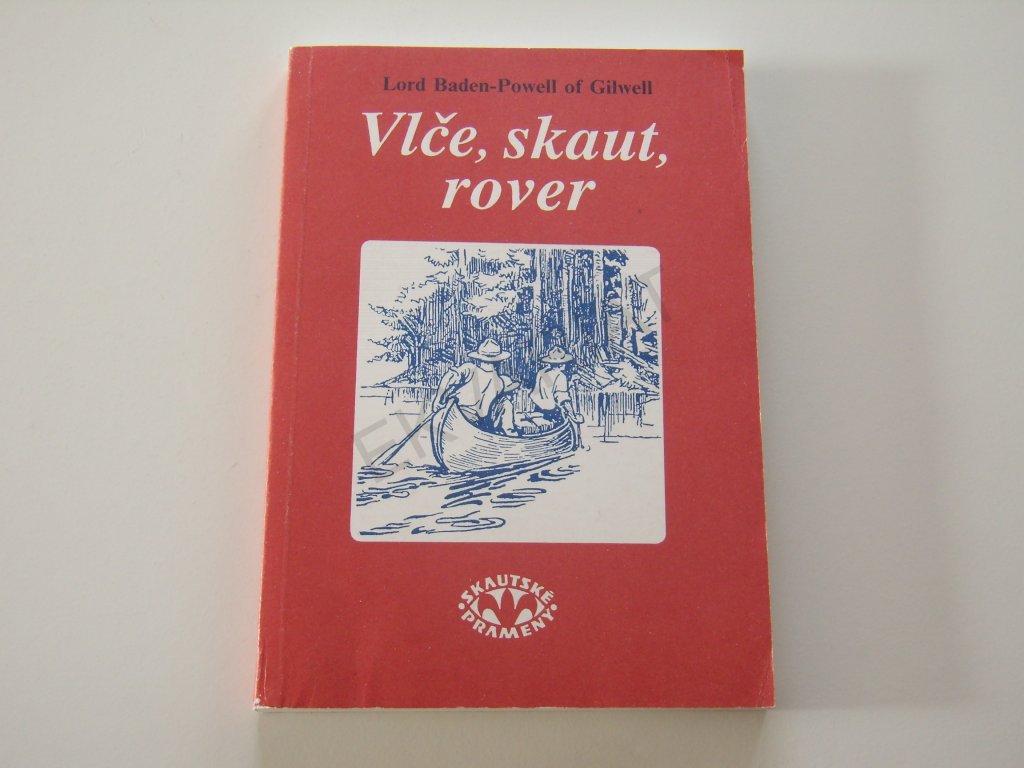 Lord Baden-Powell of Gilwell
Vlče, skaut,
rover
SKAUTSKÉ
PRAMENY